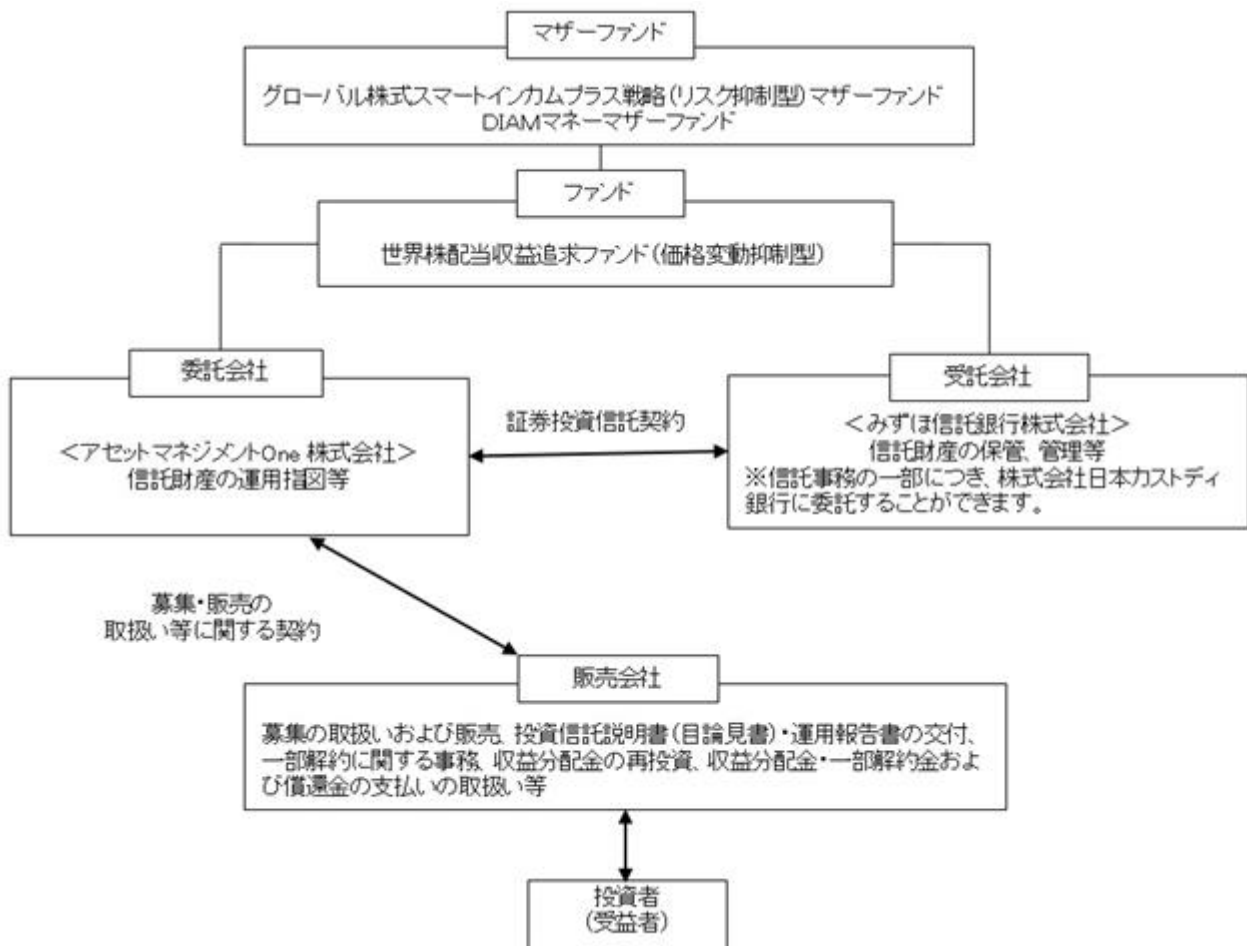 マザーファンド
グローバル株式スマートインカムプラス戦略(リスク抑制型)マザーファンド
DIAMマネーマザーファンド
ファンド
世界株配当収益追求ファンド(価格変動抑制型)
委託会社
<アセットマネジメントOne 株式会社>
信託財産の運用指図等
証券投資信託契約
受託会社
<みずほ信託銀行株式会社>
信託財産の保管、管理等
※信託事務の一部につき、株式会社日本カストディ
銀行に委託することができます。
募集・販売の
取扱い等に関する契約
販売会社
募集の取扱いおよび販売、投資信託説明書(目論見書)・運用報告書の交付、
一部解約に関する事務、収益分配金の再投資、収益分配金・一部解約金およ
び償還金の支払いの取扱い等
投資者
(受益者)